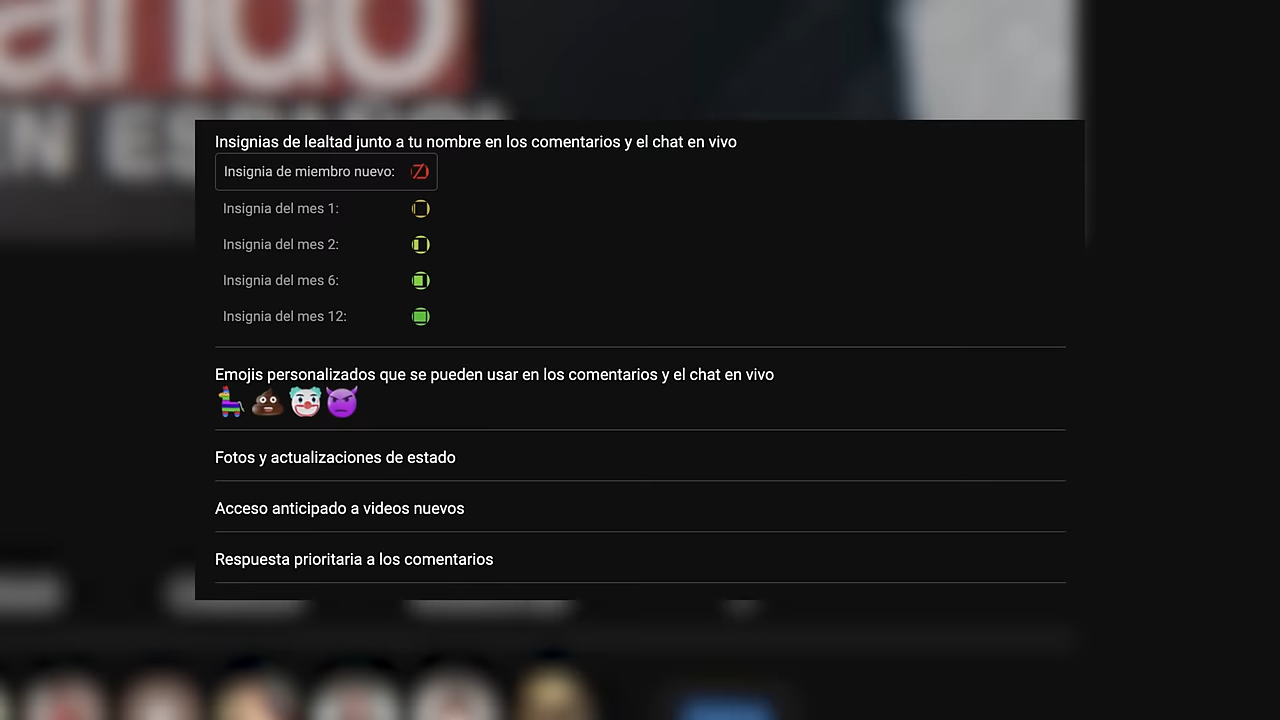 ando
EN ES
Insignias de lealtad junto a tu nombre en los comentarios y el chat en vivo
Insignia de miembro nuevo:
Insignia del mes 1:
Insignia del mes 2:
Insignia del mes 6:
Insignia del mes 12:
Emojis personalizados que se pueden usar en los comentarios y el chat en vivo
Fotos y actualizaciones de estado
Acceso anticipado a videos nuevos
Respuesta prioritaria a los comentarios